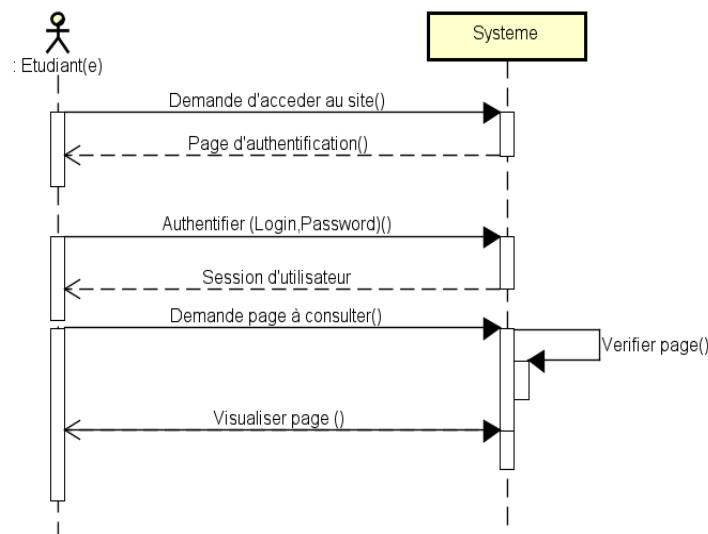 Systeme
: Etudiant(e)
Demande d'acceder au site()
Page d'authentification()
Authentifier (Login,Password)()
Session d'utilisateur
Demande page à consulter()
Verifier page()
Visualiser page ()